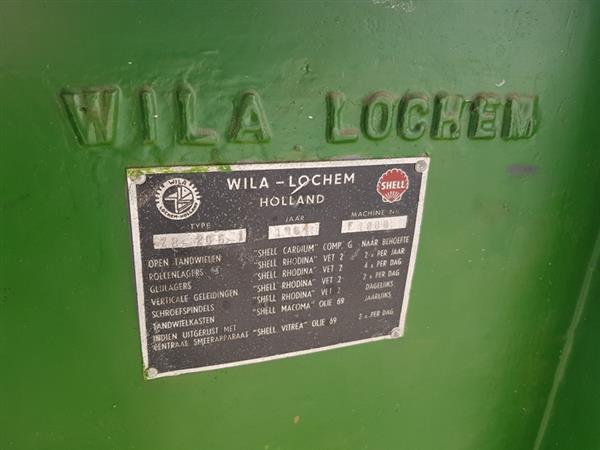 WILA LOCHEM
WILA
LOCHEM-HOLLAND
WILA - LOCHEM
HOLLAND
SHELL
TYPE JAAR MACHINE No.
OPEN TANDWIELEN "SHELL CARDIUM" COMP. G NAAR BEHOEFTE
ROLLENLAGERS "SHELL RHODINA" VET 2 2 x PER JAAR
GLIJLAGERS "SHELL RHODINA" VET 2 4 x PER DAG
VERTICALE GELEIDINGEN "SHELL RHODINA" VET 2 2 x PER DAG
SCHROEFSPINDELS "SHELL RHODINA" VET 2 DAGELIJKS
TANDWIELKASTEN "SHELL MACOMA" OLIE 69 JAARLIJKS
INDIEN UITGERUST MET
CENTRALE SMEERAPPARAAT "SHELL VITREA" OLIE 69 2 x PER DAG